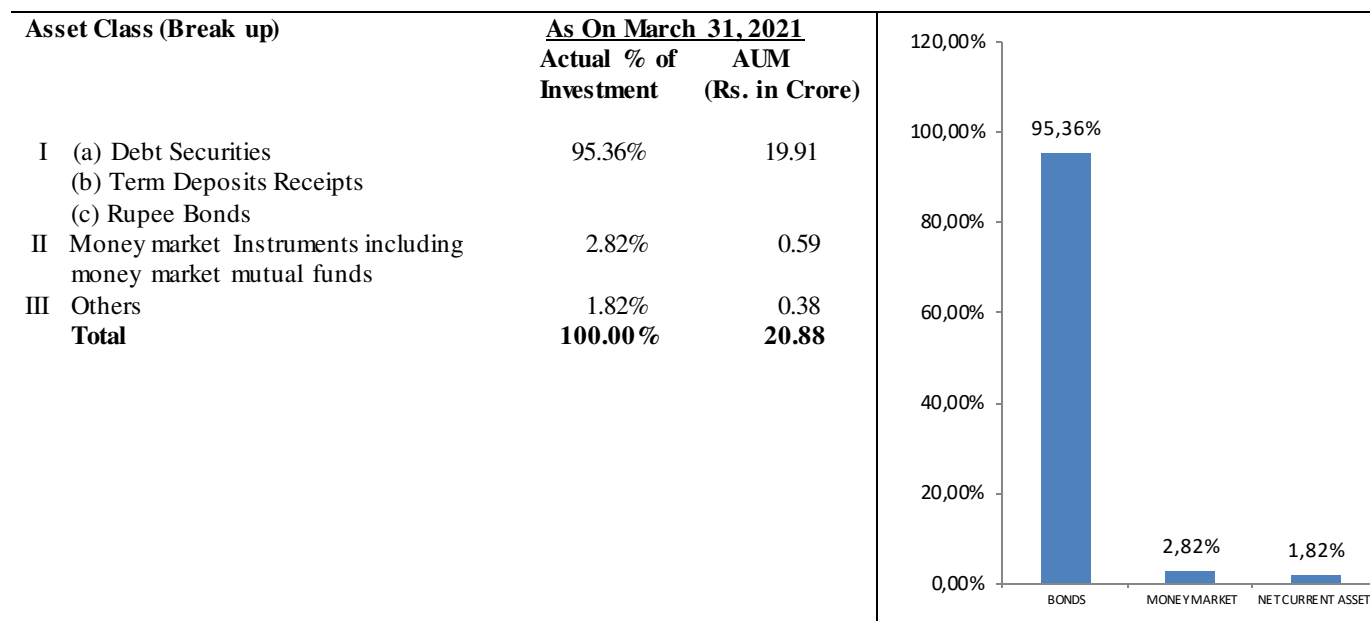 Asset Class (Break up) As On March 31, 2021
Actual % of AUM
Investment (Rs. in Crore)
I (a) Debt Securities 95.36% 19.91
(b) Term Deposits Receipts
(c) Rupee Bonds
II Money market Instruments including 2.82% 0.59
money market mutual funds
III Others 1.82% 0.38
Total 100.00% 20.88
120,00%
100,00%
80,00%
60,00%
40,00%
20,00%
0,00%
95,36%
2,82%
1,82%
BONDS MONEY MARKET NET CURRENT ASSET